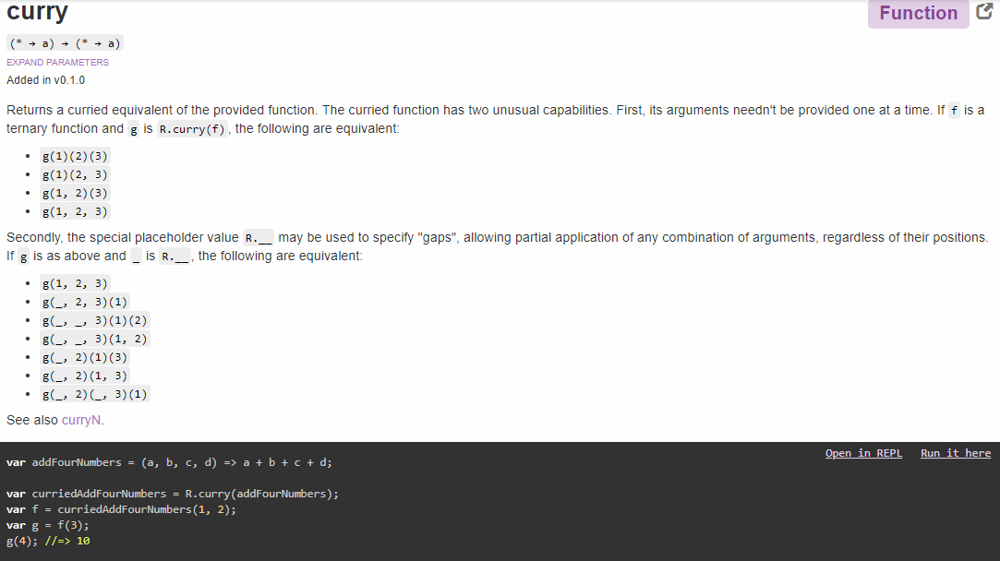 curry
Function
(* → a) → (* → a)
EXPAND PARAMETERS
Added in v0.1.0
Returns a curried equivalent of the provided function. The curried function has two unusual capabilities. First, its arguments needn't be provided one at a time. If f is a
ternary function and g is R.curry(f), the following are equivalent:
• g(1)(2)(3)
• g(1)(2, 3)
• g(1, 2)(3)
• g(1, 2, 3)
Secondly, the special placeholder value R.__ may be used to specify "gaps", allowing partial application of any combination of arguments, regardless of their positions.
If g is as above and _ is R.__, the following are equivalent:
• g(1, 2, 3)
• g(_, 2, 3)(1)
• g(_, _, 3)(1)(2)
• g(_, _, 3)(1, 2)
• g(_, 2)(1)(3)
• g(_, 2)(1, 3)
• g(_, 2)(_, 3)(1)
See also curryN.
Open in REPL Run it here
var addFourNumbers = (a, b, c, d) => a + b + c + d;
var curriedAddFourNumbers = R.curry(addFourNumbers);
var f = curriedAddFourNumbers(1, 2);
var g = f(3);
g(4); //=> 10